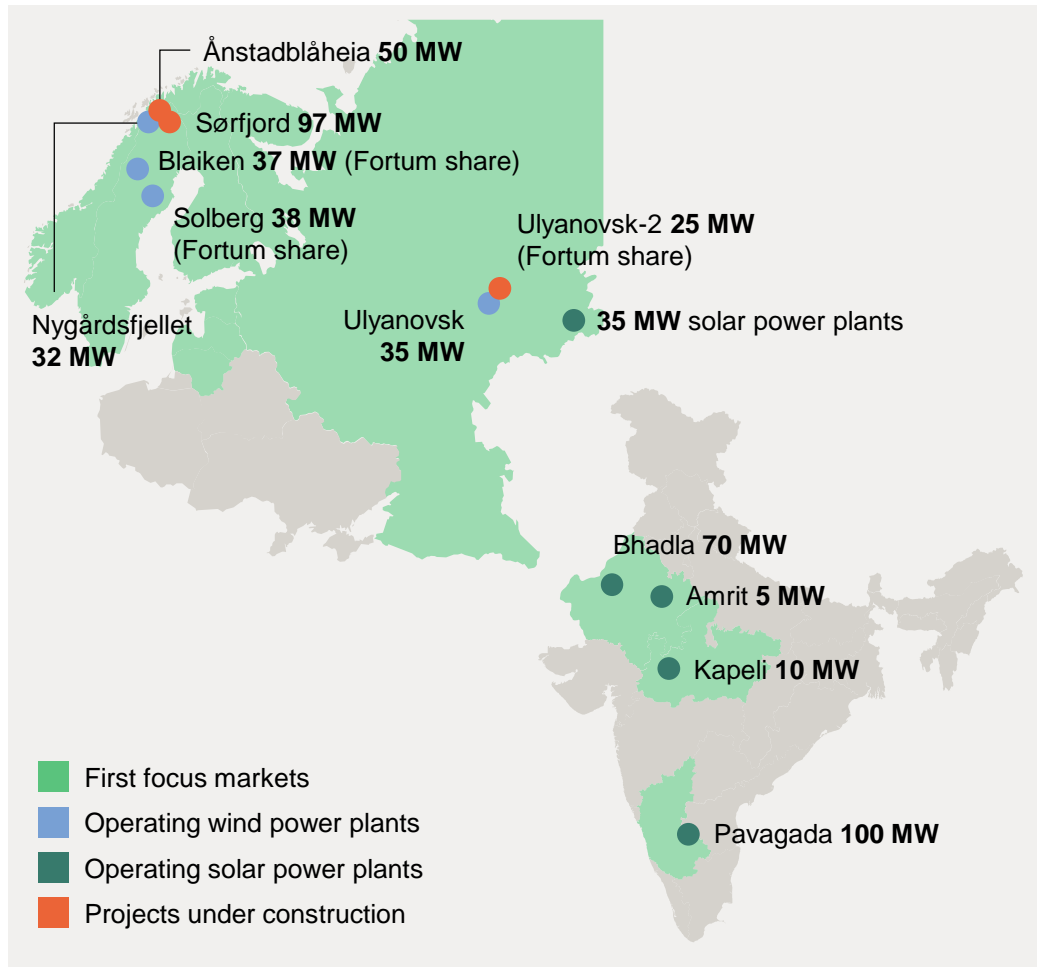 Ånstadblåheia 50 MW
Sørfjord 97 MW
Blaiken 37 MW (Fortum share)
Solberg 38 MW
(Fortum share)
Nygårdsfjellet
32 MW
Ulyanovsk-2 25 MW
(Fortum share)
Ulyanovsk
35 MW
35 MW solar power plants
Bhadla 70 MW
Amrit 5 MW
Kapeli 10 MW
Pavagada 100 MW
First focus markets
Operating wind power plants
Operating solar power plants
Projects under construction